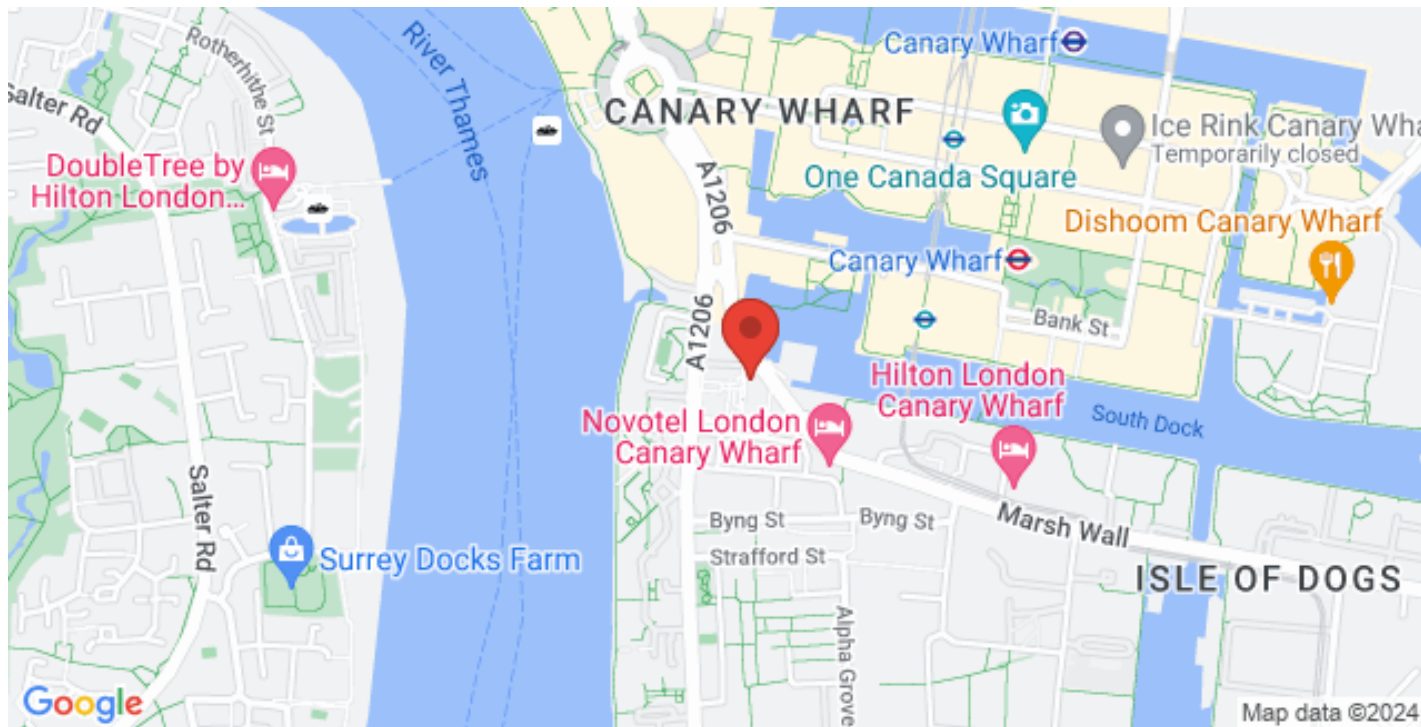 Rotherhithe St
River Thames
Canary Wharf
Salter Rd
CANARY WHARF
Ice Rink Canary Wha
Temporarily closed
DoubleTree by
Hilton London...
A1206
One Canada Square
Dishoom Canary Wharf
Canary Wharf
A1206
Bank St
Hilton London
Canary Wharf
South Dock
Novotel London
Canary Wharf
Salter Rd
Byng St
Byng St
Marsh Wall
Strafford St
Surrey Docks Farm
ISLE OF DOGS
Alpha Grove
Google
Map data ©2024